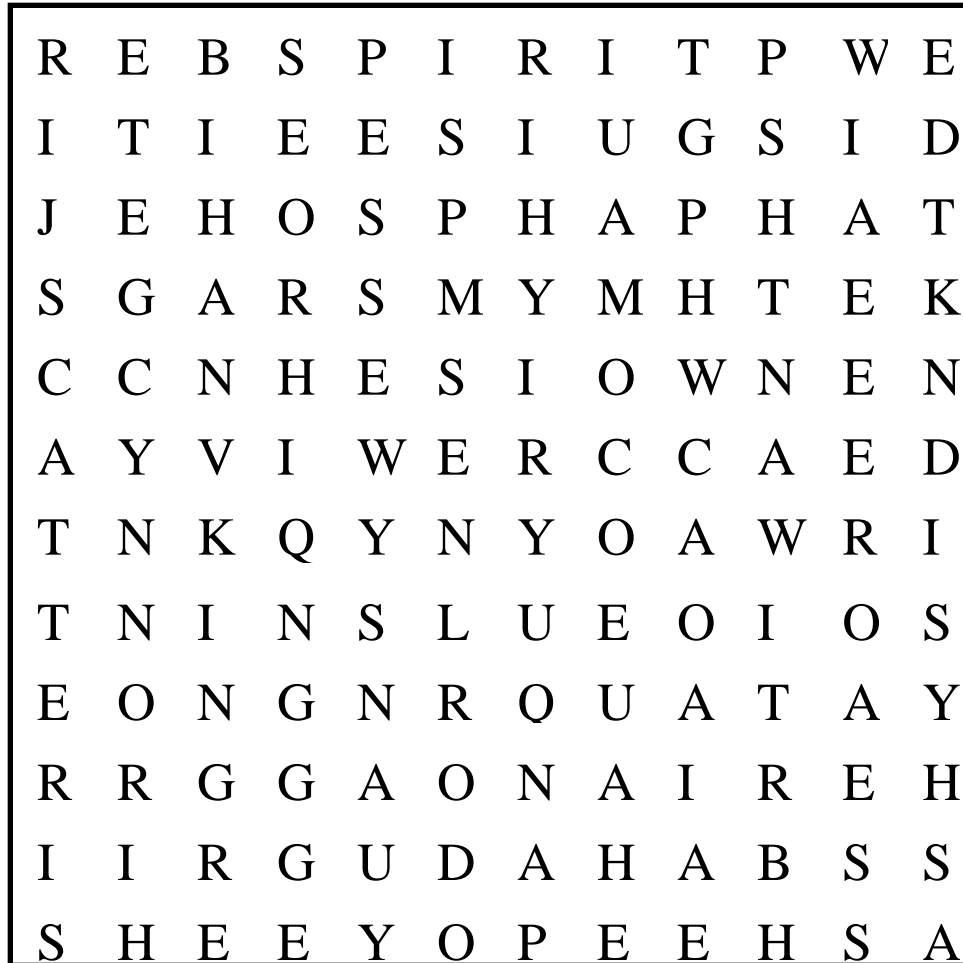 R E B S P I R I T P W E
I T I E E S I U G S I D
J E H O S P H A P H A T
S G A R S M Y M H T E K
C C N H E S I O W N E N
A Y V I W E R C C A E D
T N K Q Y N Y O A W R I
T N I N S L U E O I O S
E O N G N R Q U A T A Y
R R G G A O N A I R E H
I I R G U D A H A B S S
S H E E Y O P E E H S A